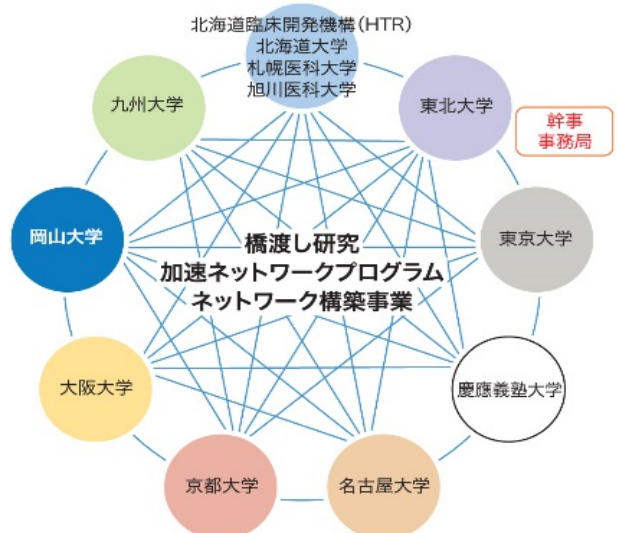 北海道臨床開発機構(HTR)
北海道大学
札幌医科大学
旭川医科大学
九州大学
東北大学
幹事
事務局
岡山大学
東京大学
橋渡し研究
加速ネットワークプログラム
ネットワーク構築事業
大阪大学
慶應義塾大学
京都大学
名古屋大学